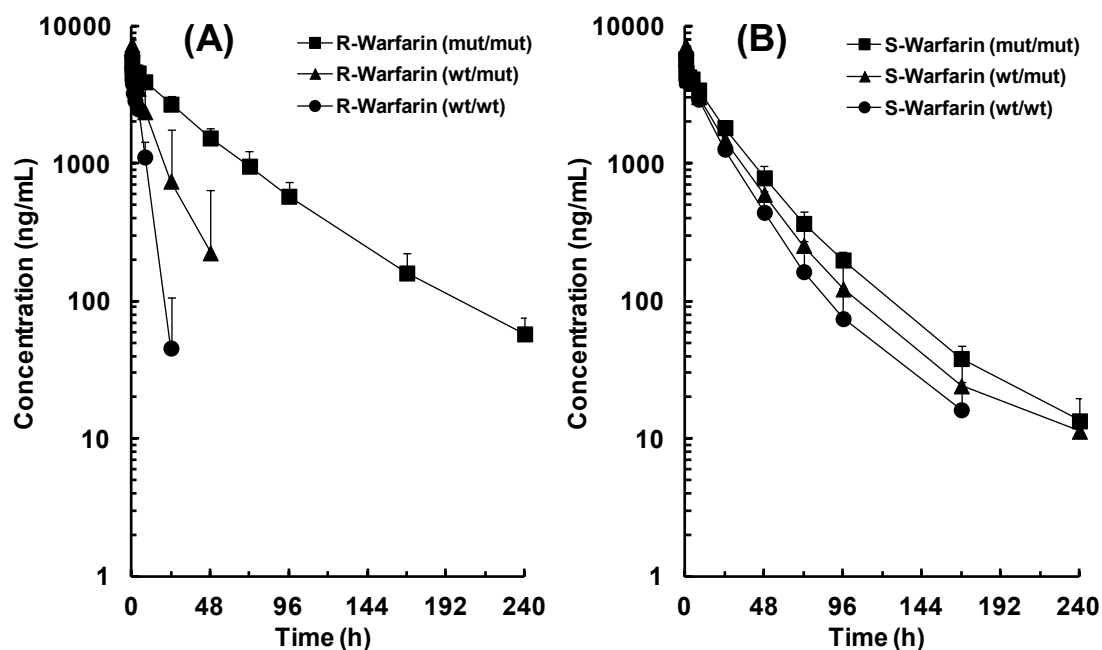 (A)
R-Warfarin (mut/mut)
R-Warfarin (wt/mut)
R-Warfarin (wt/wt)
Concentration (ng/mL)
10000
1000
100
10
1
0 48 96 144 192 240
Time (h)
(B)
S-Warfarin (mut/mut)
S-Warfarin (wt/mut)
S-Warfarin (wt/wt)
Concentration (ng/mL)
10000
1000
100
10
1
0 48 96 144 192 240
Time (h)